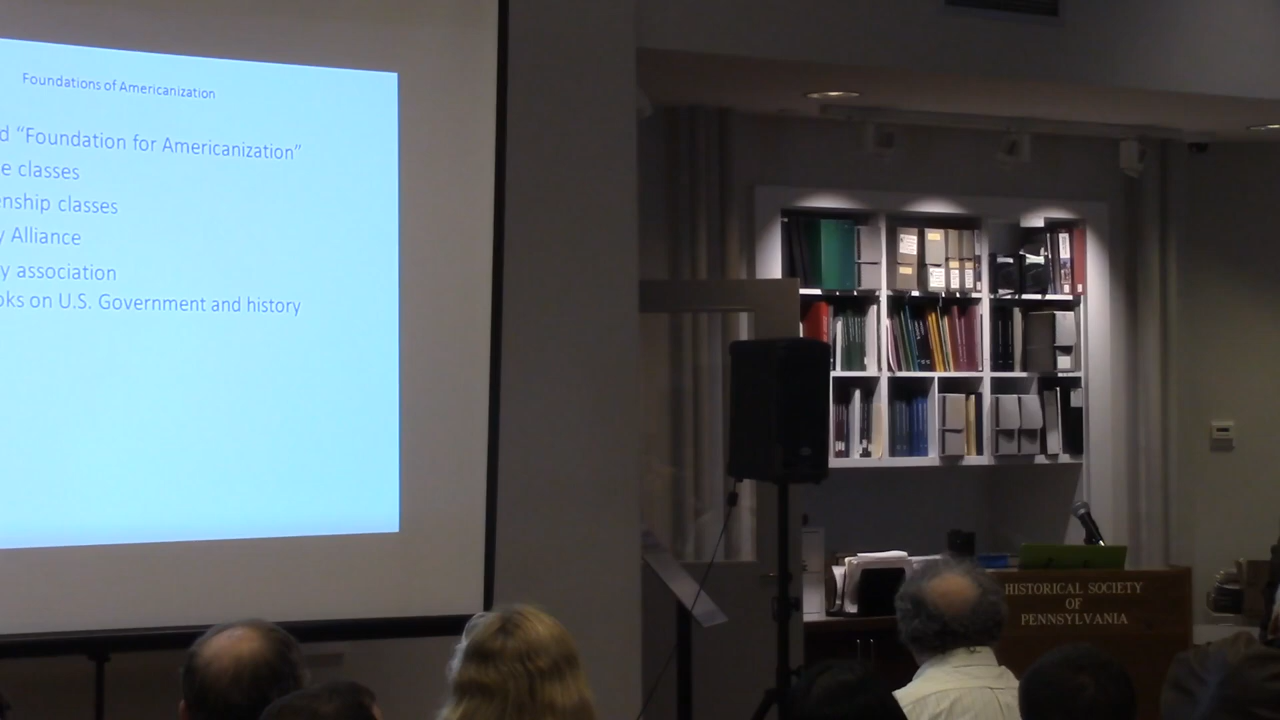 Foundations of Americanization
d “Foundation for Americanization”
e classes
enship classes
y Alliance
y association
oks on U.S. Government and history
HISTORICAL SOCIETY
OF
PENNSYLVANIA